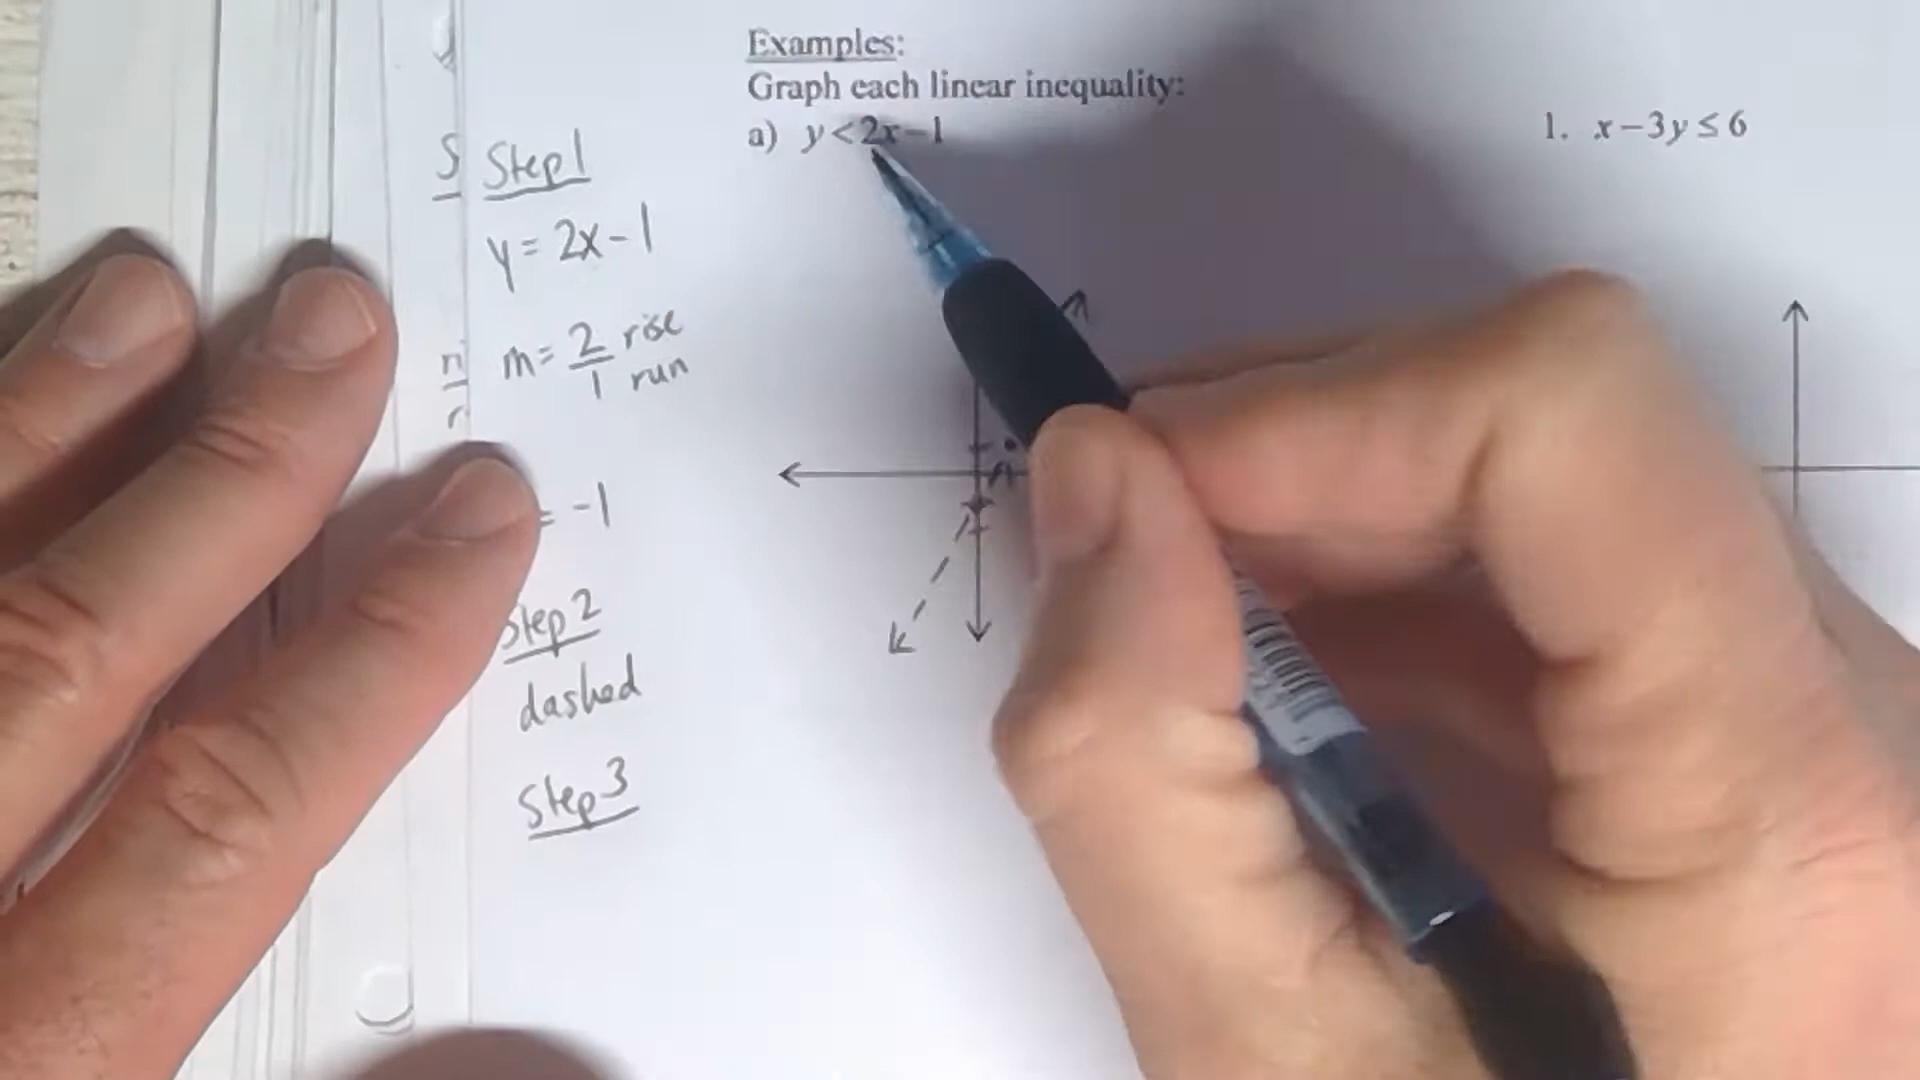 Examples:
Graph each linear inequality:
a) y < 2x − 1
1. x − 3y ≤ 6
S Step 1
y = 2x - 1
m = 2/1 rise run
= -1
Step 2
dashed
Step 3